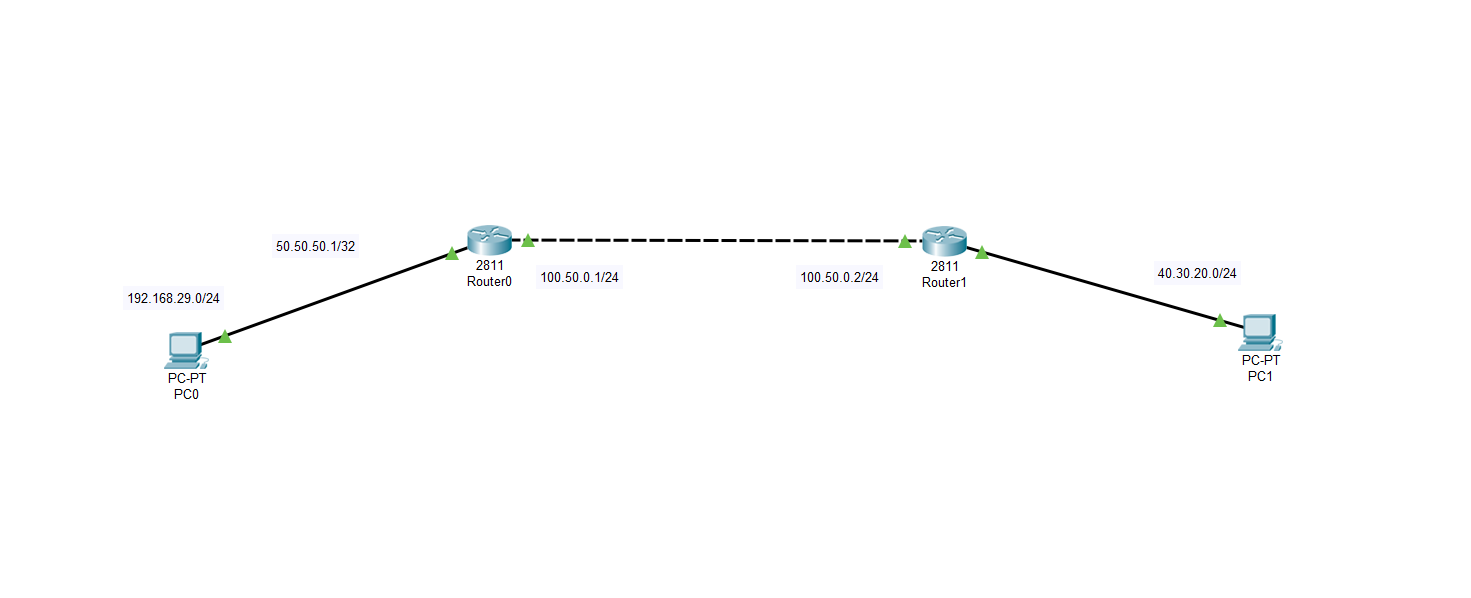 50.50.50.1/32
192.168.29.0/24
PC-PT
PC0
2811
Router0
100.50.0.1/24
100.50.0.2/24
2811
Router1
40.30.20.0/24
PC-PT
PC1